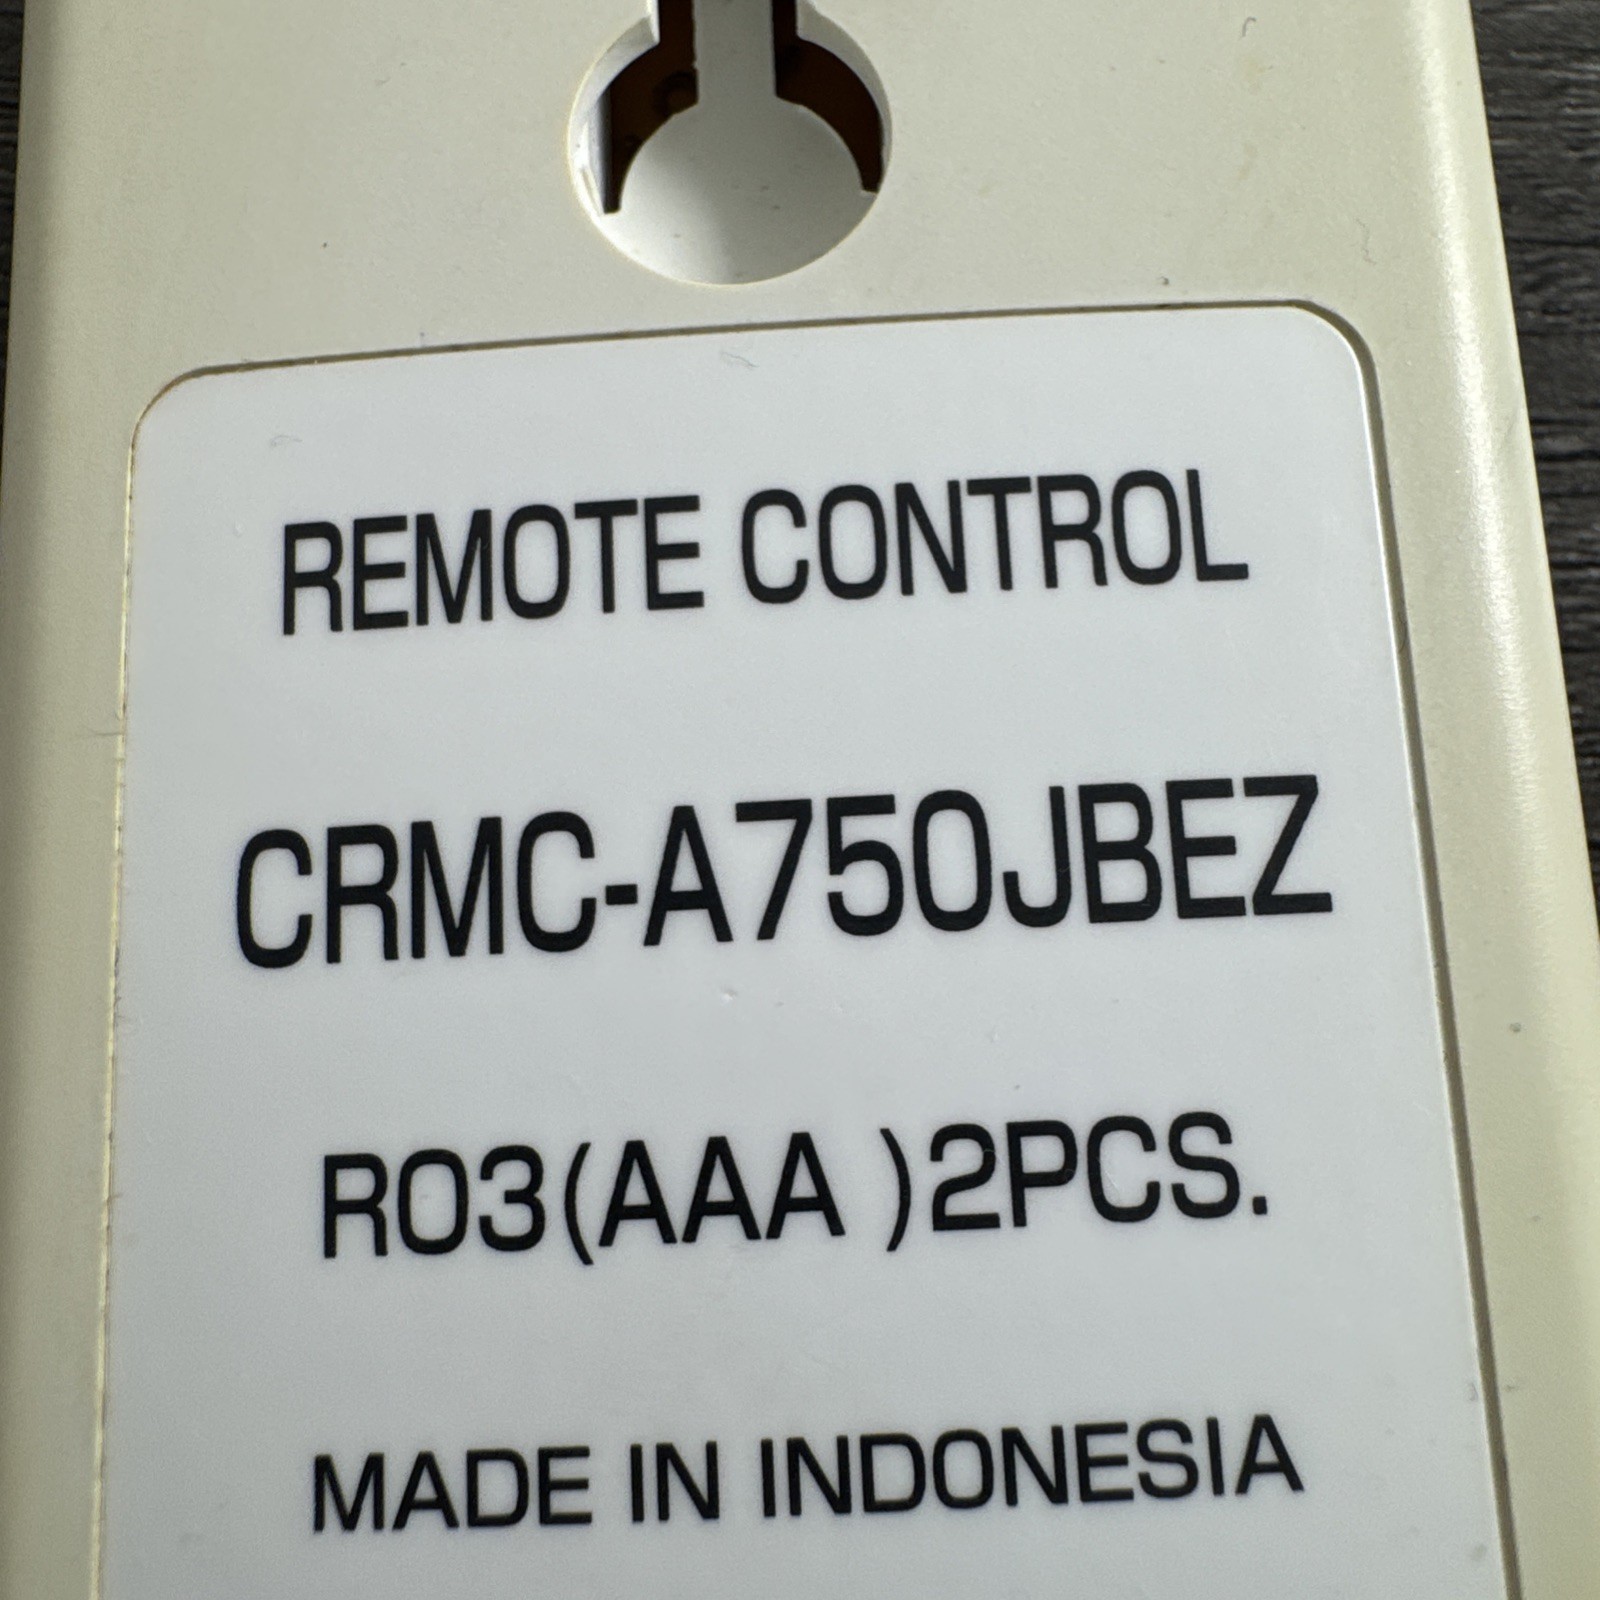 REMOTE CONTROL
CRMC-A750JBEZ
R03(AAA )2PCS.
MADE IN INDONESIA